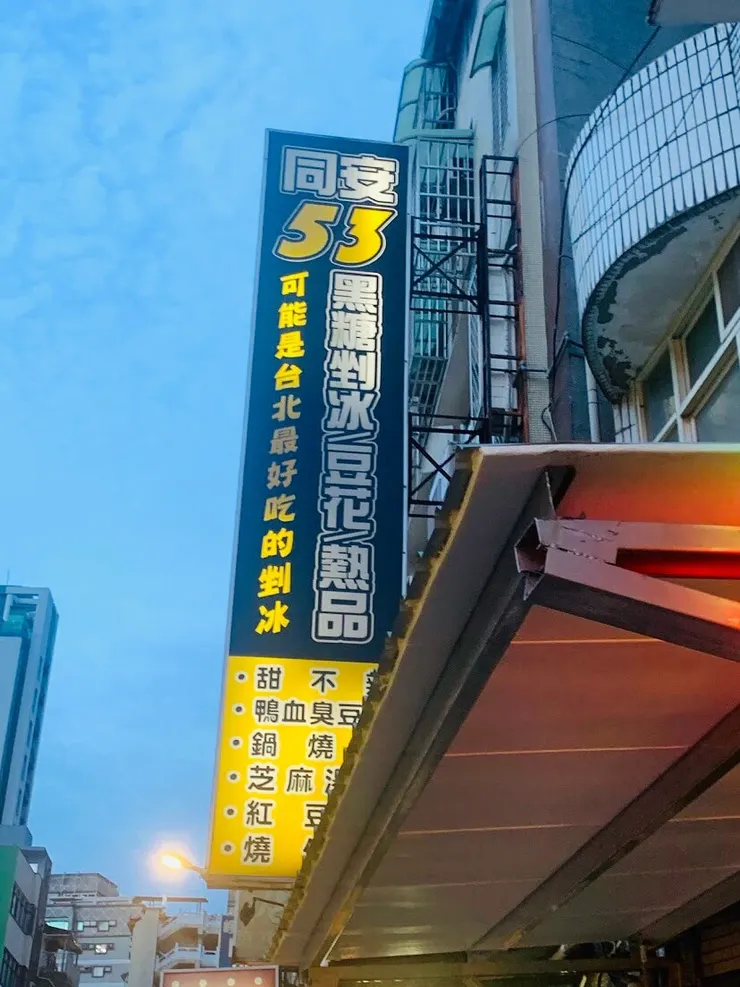 同安
53
黑糖剉冰/豆花/熱品
可能是台北最好吃的剉冰
•甜不
•鴨血臭豆
•鍋燒
•芝麻
•紅豆
•燒